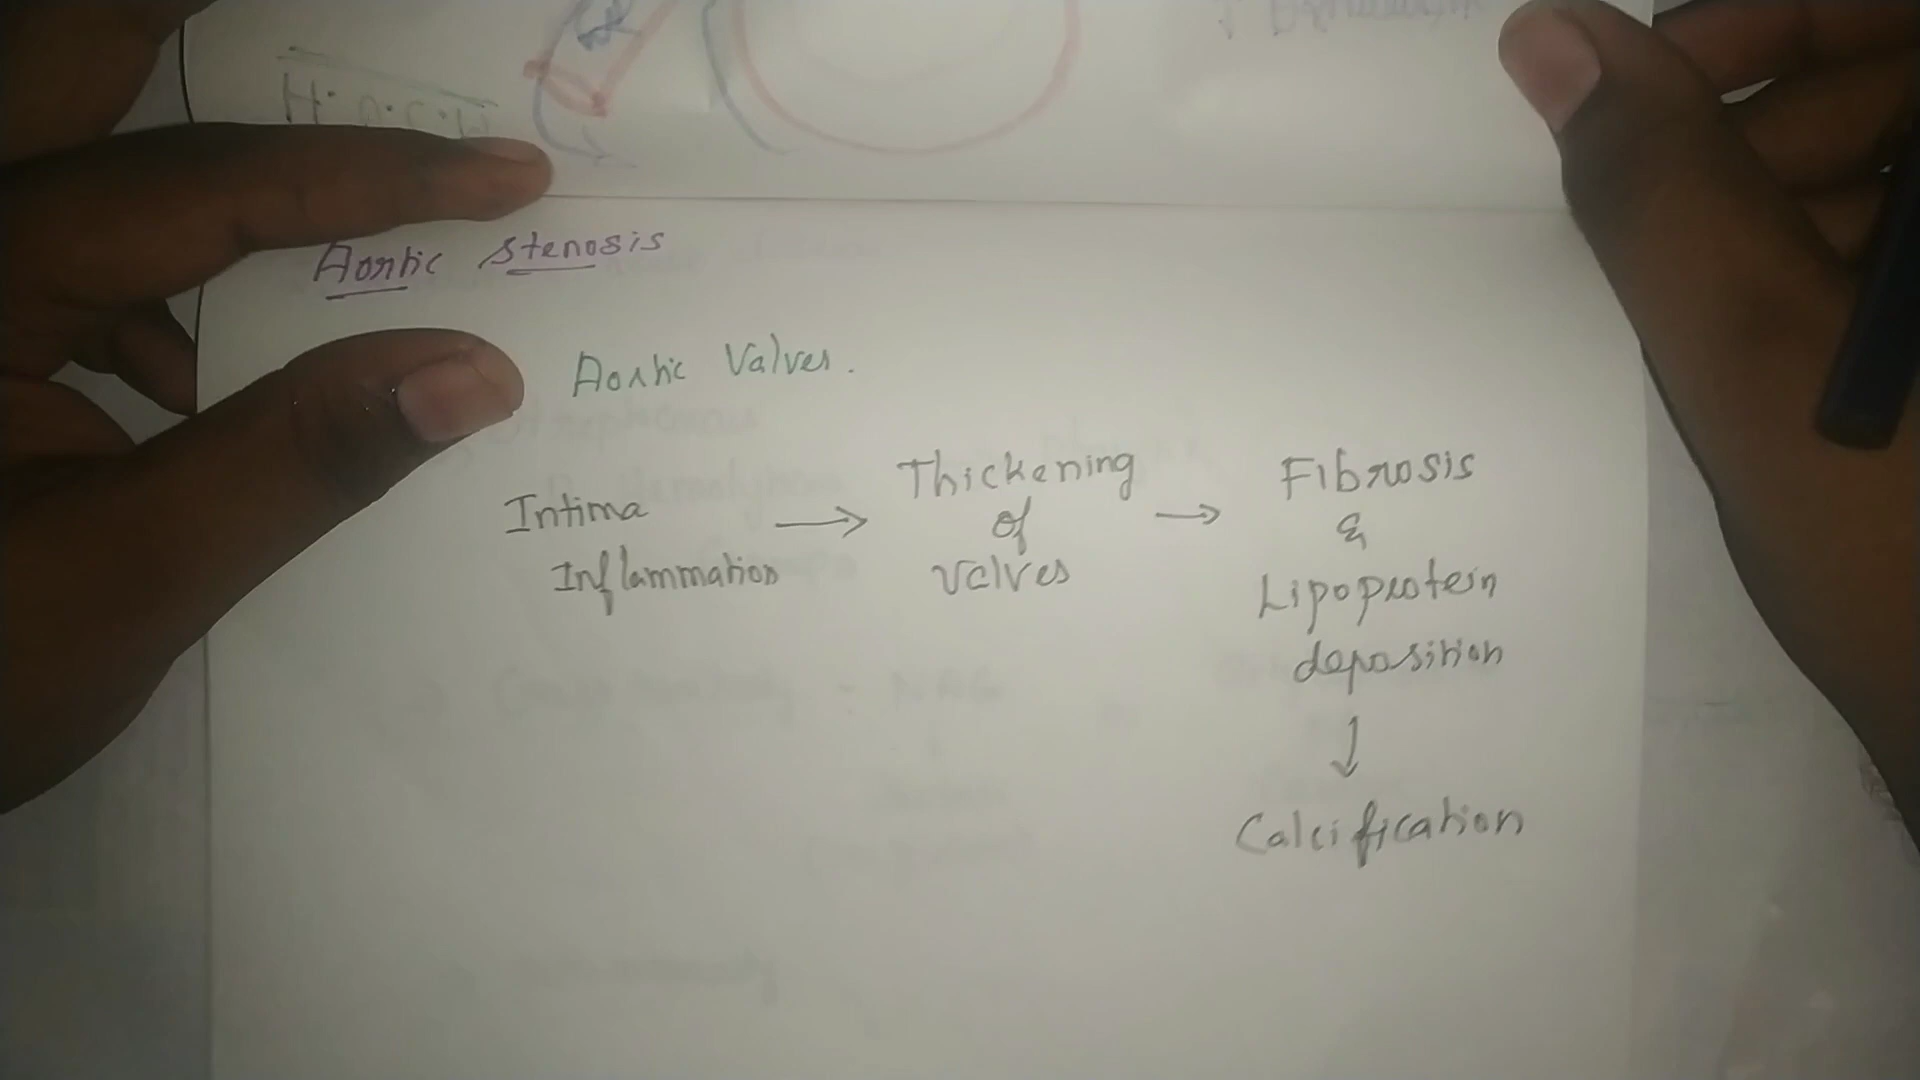 Aortic Stenosis
Aortic Valves.
Intima Inflammation → Thickening of valves → Fibrosis & Lipoprotein deposition
↓
Calcification